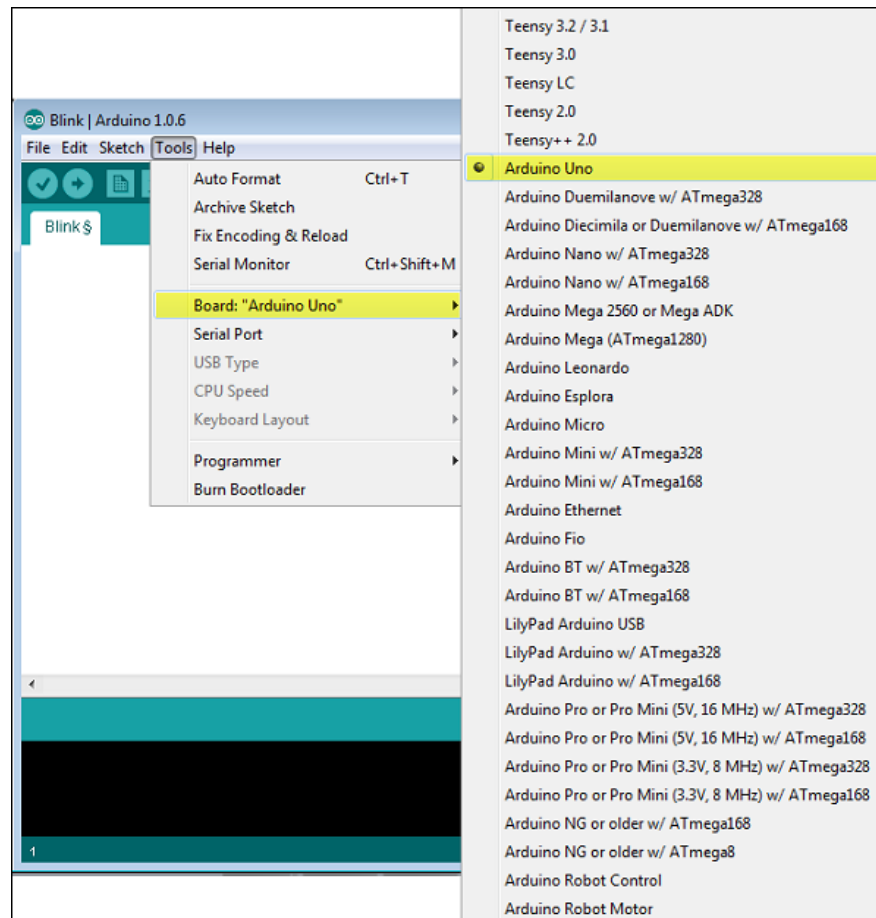 Blink | Arduino 1.0.6
File Edit Sketch Tools Help
Blink§
Auto Format Ctrl+T
Archive Sketch
Fix Encoding & Reload
Serial Monitor Ctrl+Shift+M
Board: "Arduino Uno"
Serial Port
USB Type
CPU Speed
Keyboard Layout
Programmer
Burn Bootloader
1
Teensy 3.2 / 3.1
Teensy 3.0
Teensy LC
Teensy 2.0
Teensy++ 2.0
Arduino Uno
Arduino Duemilanove w/ ATmega328
Arduino Diecimila or Duemilanove w/ ATmega168
Arduino Nano w/ ATmega328
Arduino Nano w/ ATmega168
Arduino Mega 2560 or Mega ADK
Arduino Mega (ATmega1280)
Arduino Leonardo
Arduino Esplora
Arduino Micro
Arduino Mini w/ ATmega328
Arduino Mini w/ ATmega168
Arduino Ethernet
Arduino Fio
Arduino BT w/ ATmega328
Arduino BT w/ ATmega168
LilyPad Arduino USB
LilyPad Arduino w/ ATmega328
LilyPad Arduino w/ ATmega168
Arduino Pro or Pro Mini (5V, 16 MHz) w/ ATmega328
Arduino Pro or Pro Mini (5V, 16 MHz) w/ ATmega168
Arduino Pro or Pro Mini (3.3V, 8 MHz) w/ ATmega328
Arduino Pro or Pro Mini (3.3V, 8 MHz) w/ ATmega168
Arduino NG or older w/ ATmega168
Arduino NG or older w/ ATmega8
Arduino Robot Control
Arduino Robot Motor